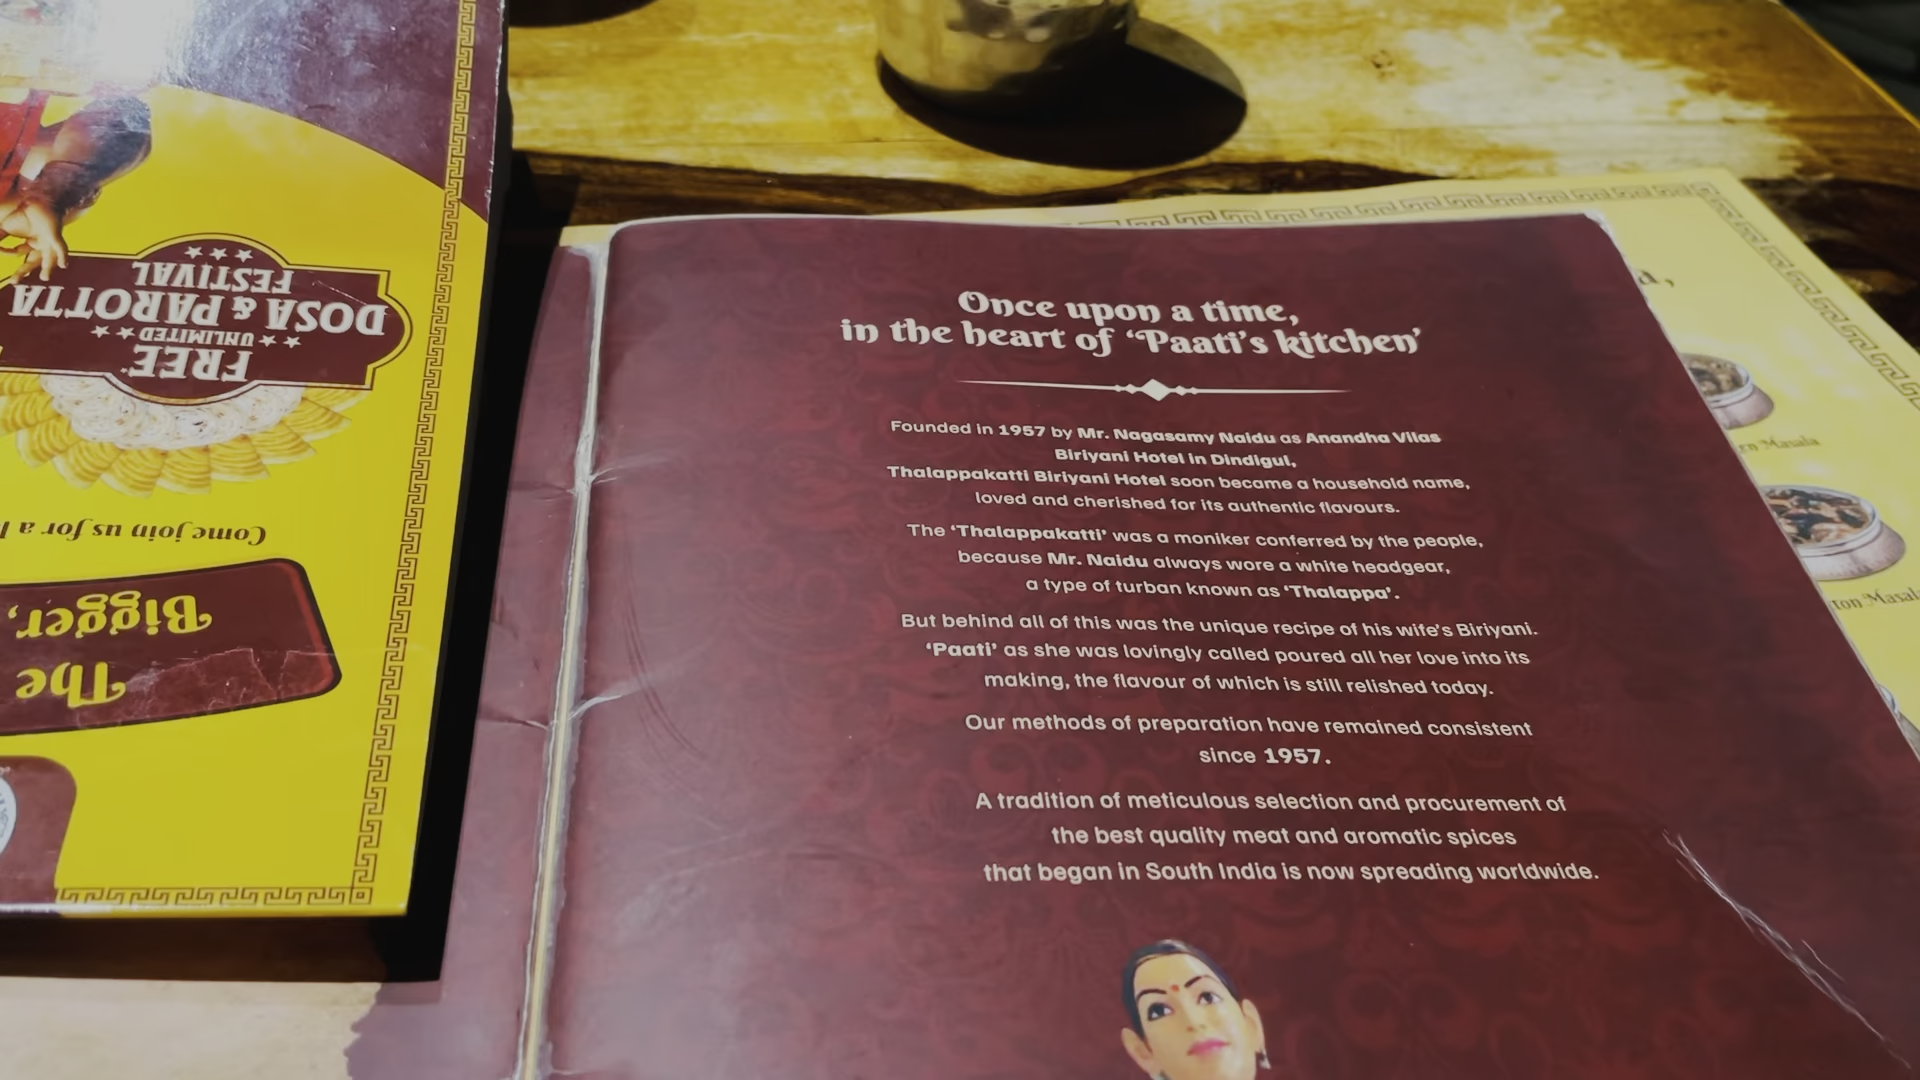 Once upon a time,
in the heart of ‘Paati’s kitchen’
Founded in 1957 by Mr. Nagasamy Naidu as Anandha Vilas
Biriyani Hotel in Dindigul,
Thalappakatti Biriyani Hotel soon became a household name,
loved and cherished for its authentic flavours.
The ‘Thalappakatti’ was a moniker conferred by the people,
because Mr. Naidu always wore a white headgear,
a type of turban known as ‘Thalappa’.
But behind all of this was the unique recipe of his wife’s Biriyani.
‘Paati’ as she was lovingly called poured all her love into its
making, the flavour of which is still relished today.
Our methods of preparation have remained consistent
since 1957.
A tradition of meticulous selection and procurement of
the best quality meat and aromatic spices
that began in South India is now spreading worldwide.
The
Bigger,
Come join us for a
FREE*
UNLIMITED
DOSA & PAROTTA
FESTIVAL
Masala
Masala